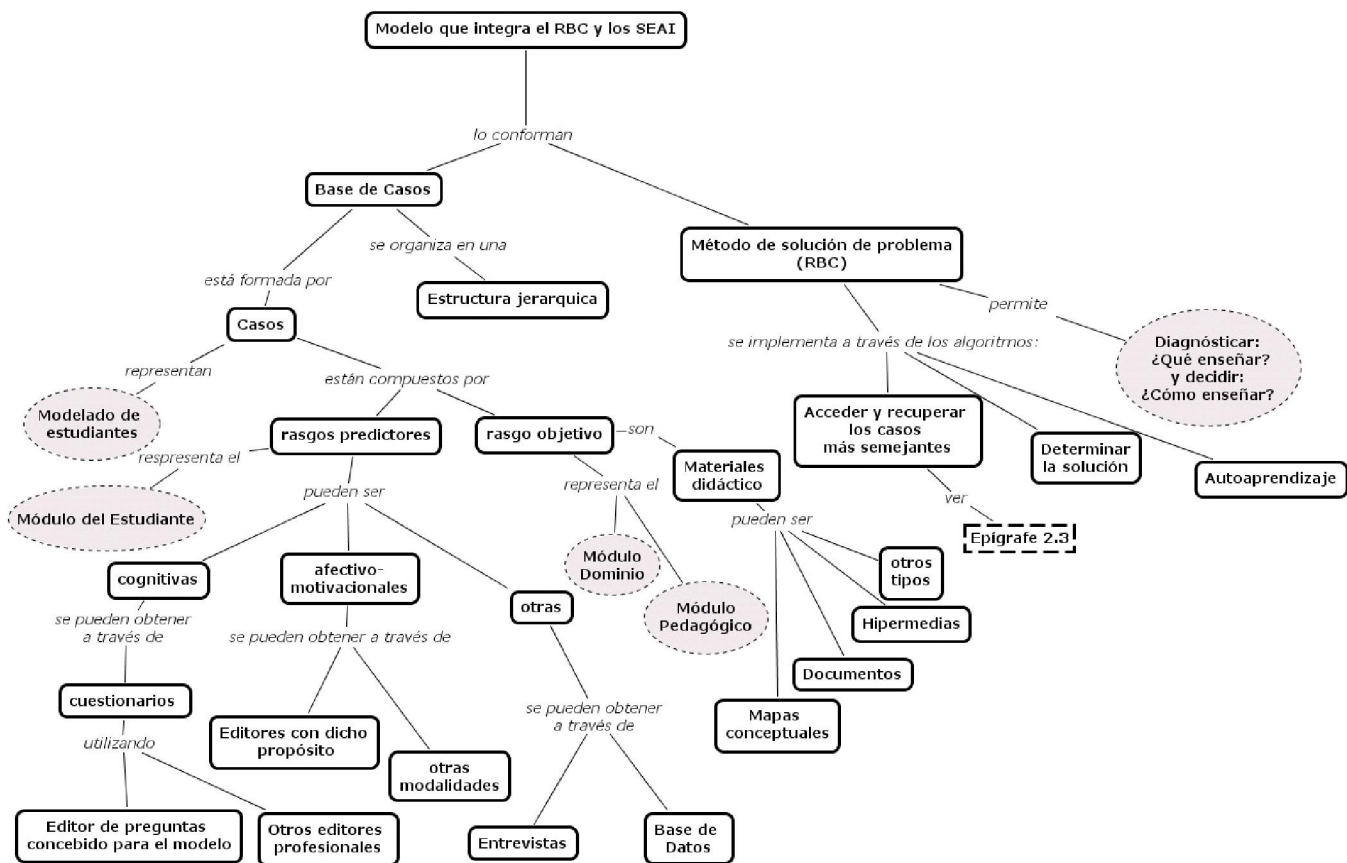 Modelo que integra el RBC y los SEAI
lo conforman
Base de Casos
se organiza en una
Método de solución de problema
(RBC)
está formada por
Estructura jerarquica
permite
Casos
se implementa a través de los algoritmos:
Diagnósticar:
¿Qué enseñar?
y decidir:
¿Cómo enseñar?
representan
están compuestos por
Modelado de
estudiantes
rasgos predictores
rasgo objetivo
son
Acceder y recuperar
los casos
más semejantes
Determinar
la solución
Autoaprendizaje
respresenta el
Materiales
didáctico
representa el
pueden ser
ver
Módulo del Estudiante
pueden ser
Epígrafe 2.3
Módulo
Dominio
otros
tipos
cognitivas
afectivo-
motivacionales
otras
Módulo
Pedagógico
Hipermedias
se pueden obtener
a través de
se pueden obtener a través de
Documentos
cuestionarios
se pueden obtener
a través de
Mapas
conceptuales
Editores con dicho
propósito
utilizando
otras
modalidades
Editor de preguntas
concebido para el modelo
Otros editores
profesionales
Entrevistas
Base de
Datos